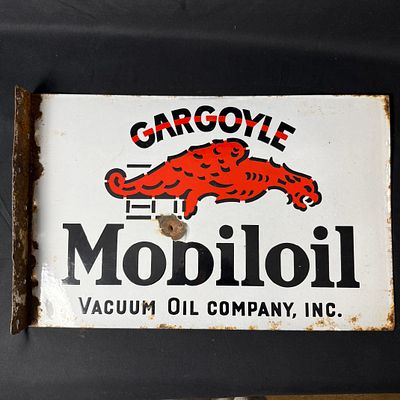 GARGOYLE
Mobiloil
VACUUM OIL COMPANY, INC.